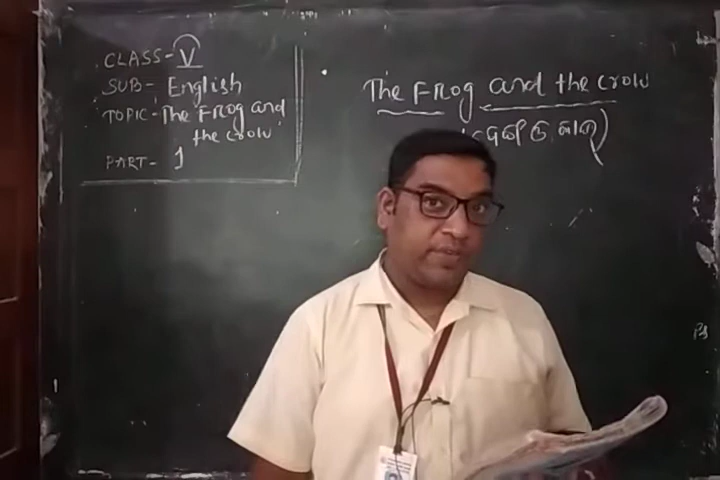 CLASS - V
SUB - English
TOPIC - The Frog and
the crow
PART - 1
The Frog and the crow